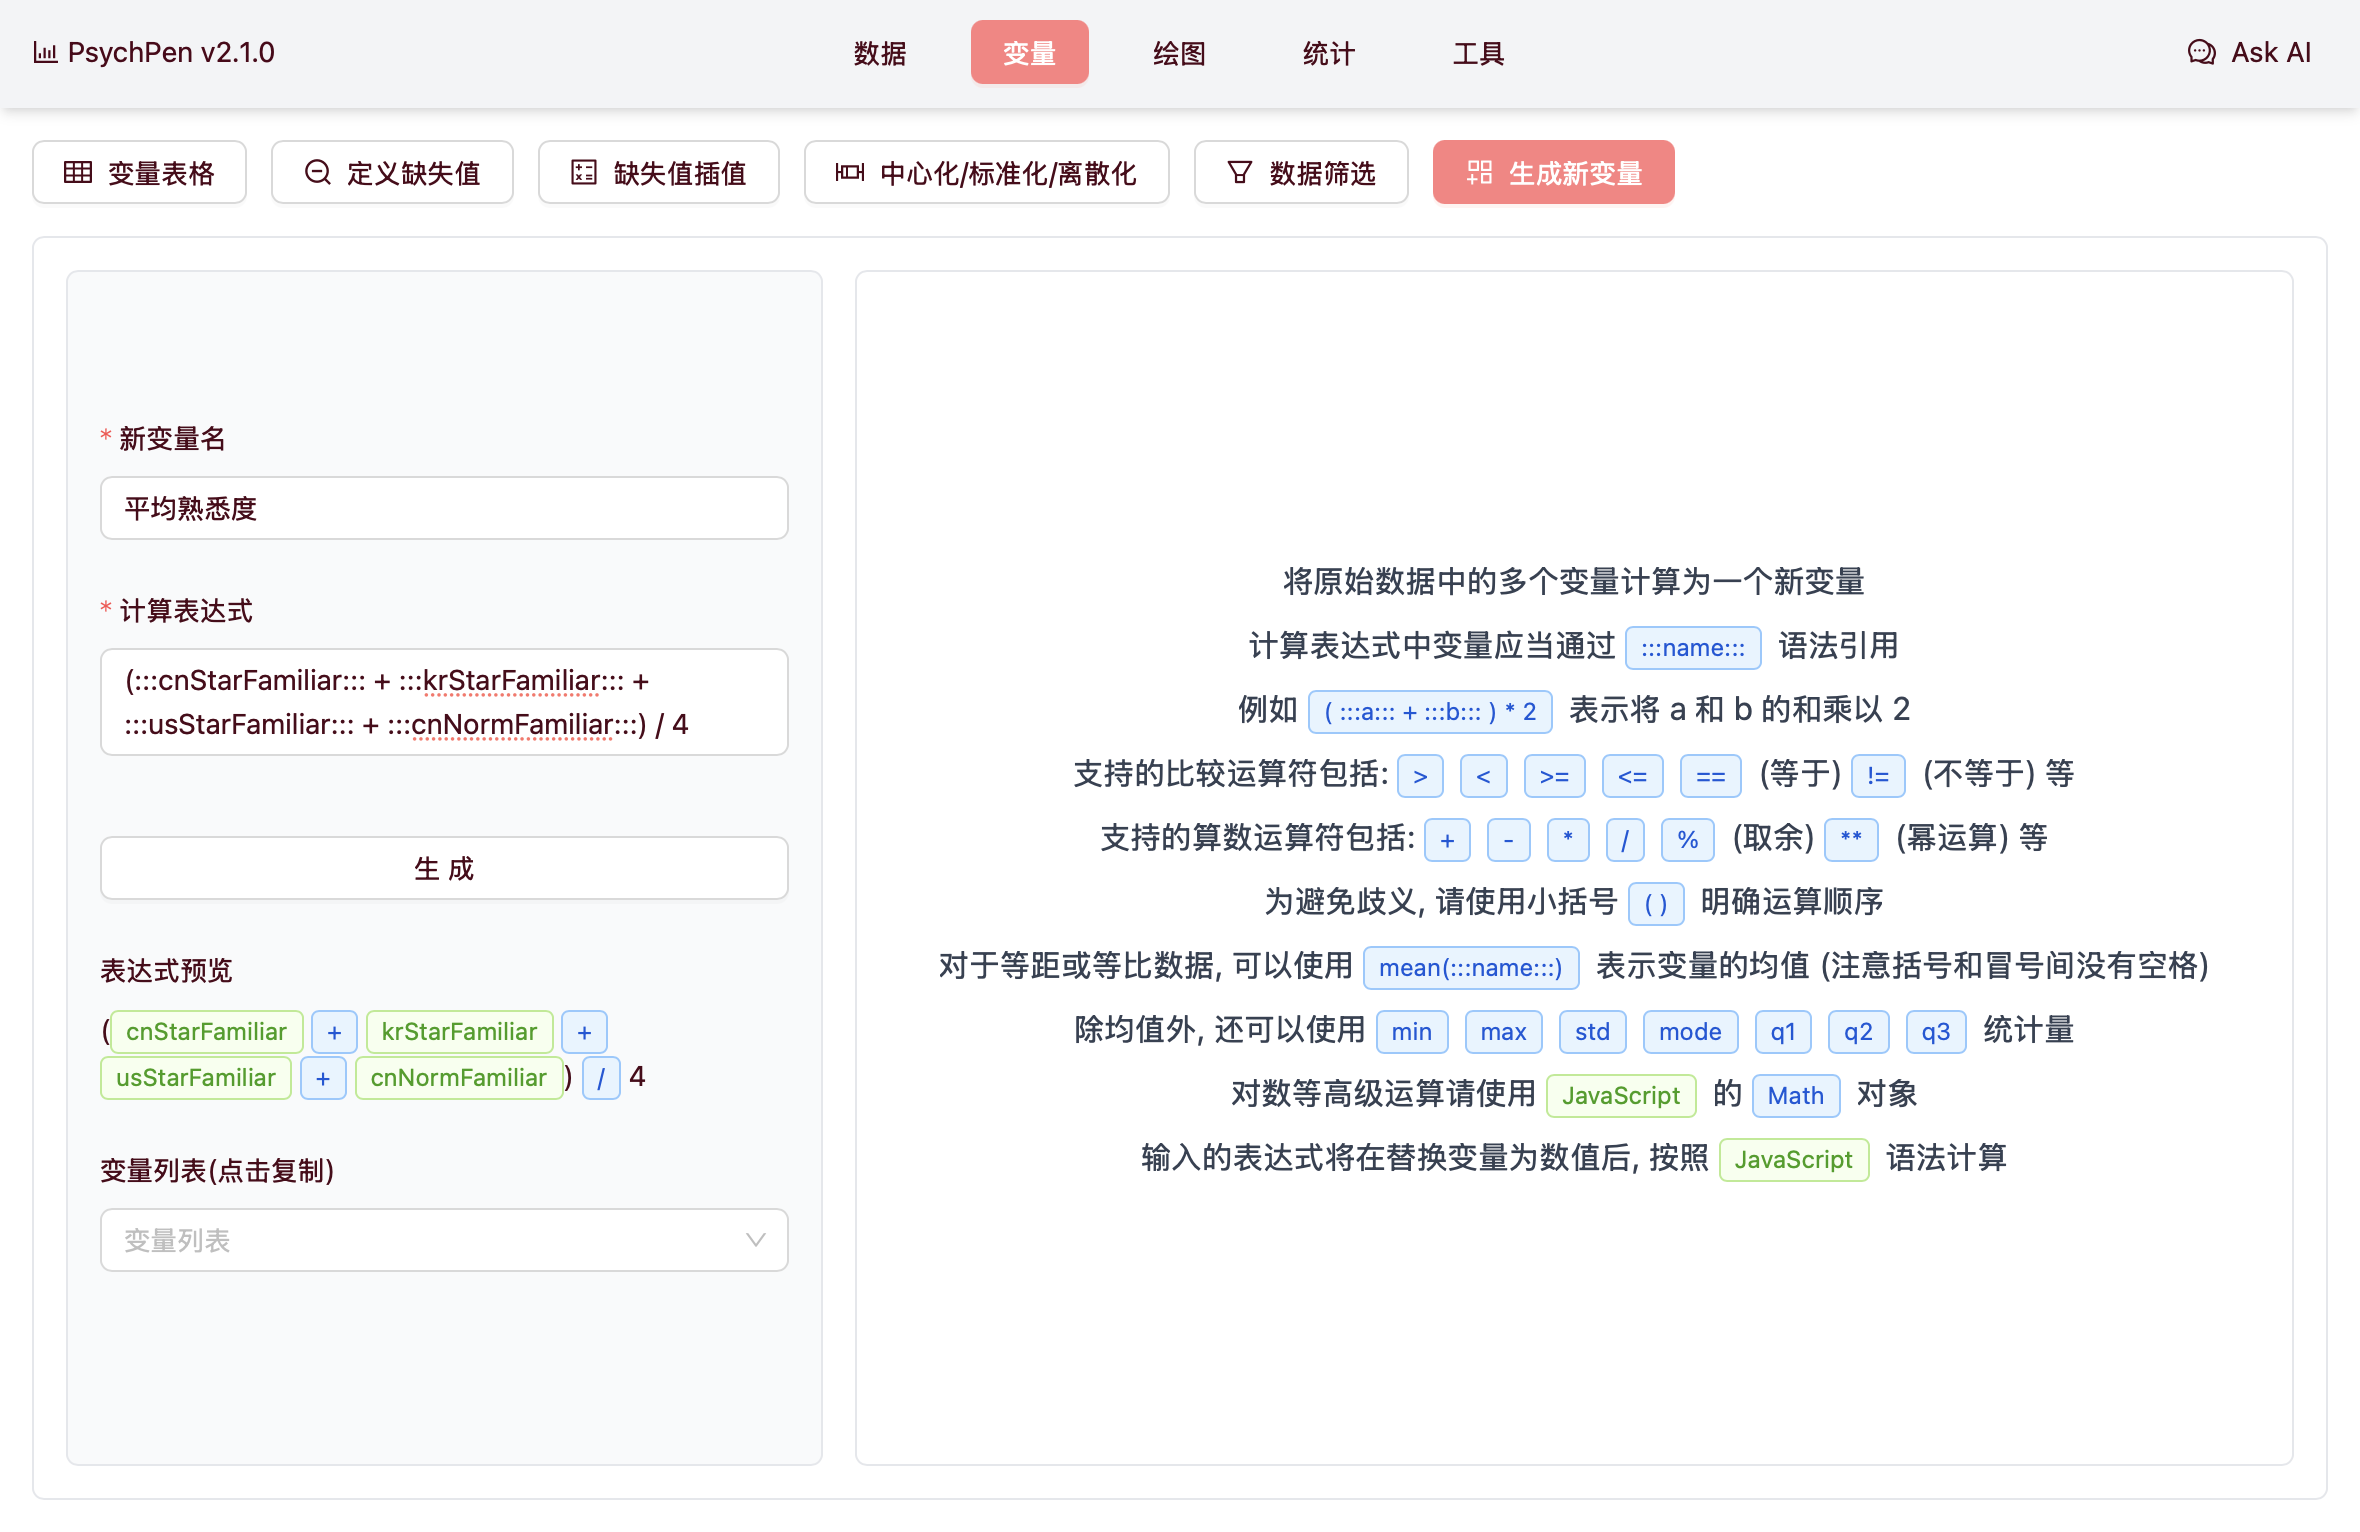 PsychPen v2.1.0
数据
变量
绘图
统计
工具
Ask AI
变量表格
定义缺失值
缺失值插值
中心化/标准化/离散化
数据筛选
生成新变量
* 新变量名
平均熟悉度
* 计算表达式
(:::cnStarFamiliar::: + :::krStarFamiliar::: +
:::usStarFamiliar::: + :::cnNormFamiliar:::) / 4
生 成
表达式预览
( cnStarFamiliar + krStarFamiliar +
usStarFamiliar + cnNormFamiliar ) / 4
变量列表(点击复制)
变量列表
将原始数据中的多个变量计算为一个新变量
计算表达式中变量应当通过 :::name::: 语法引用
例如 ( :::a::: + :::b::: ) * 2 表示将 a 和 b 的和乘以 2
支持的比较运算符包括: > < >= <= == (等于) != (不等于) 等
支持的算数运算符包括: + - * / % (取余) ** (幂运算) 等
为避免歧义, 请使用小括号 ( ) 明确运算顺序
对于等距或等比数据, 可以使用 mean(:::name:::) 表示变量的均值 (注意括号和冒号间没有空格)
除均值外, 还可以使用 min max std mode q1 q2 q3 统计量
对数等高级运算请使用 JavaScript 的 Math 对象
输入的表达式将在替换变量为数值后, 按照 JavaScript 语法计算